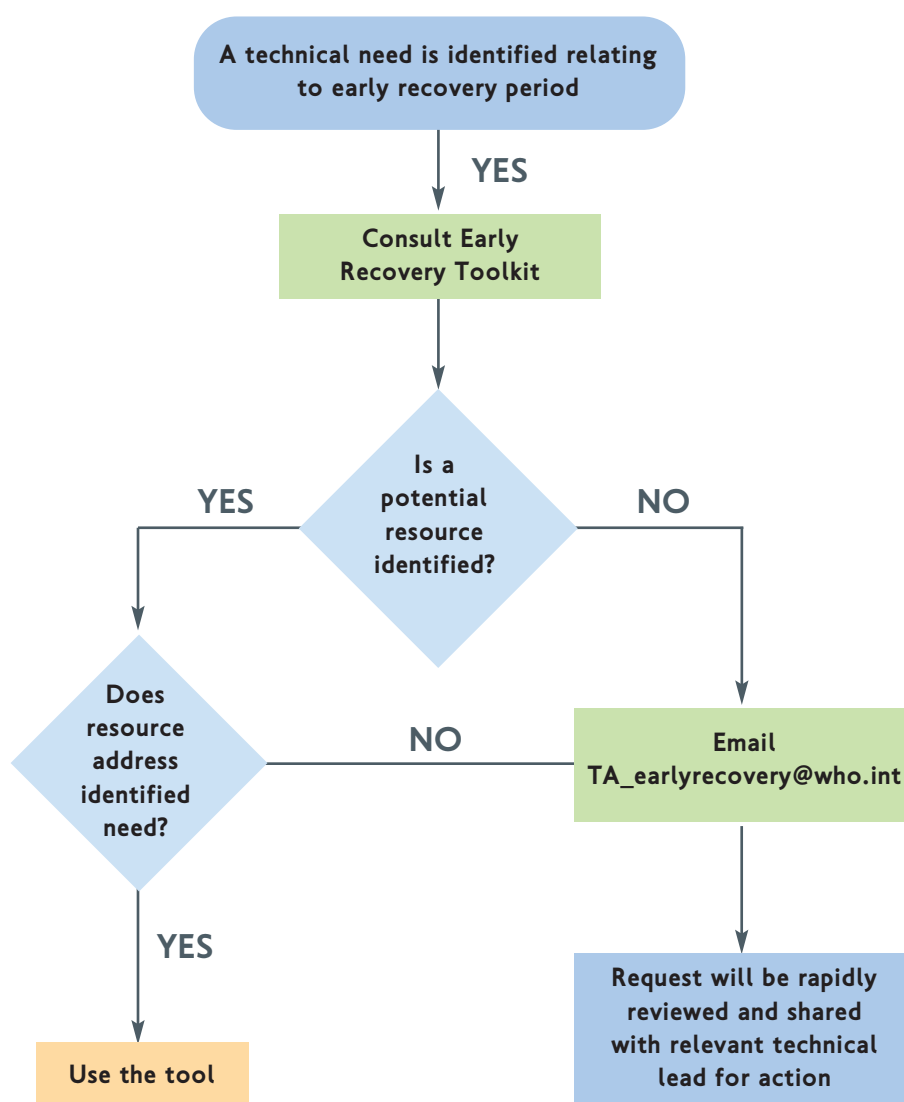 A technical need is identified relating
to early recovery period
YES
Consult Early
Recovery Toolkit
Is a
potential
resource
identified?
YES
NO
Does
resource
address
identified
need?
NO
Email
TA_earlyrecovery@who.int
YES
Use the tool
Request will be rapidly
reviewed and shared
with relevant technical
lead for action